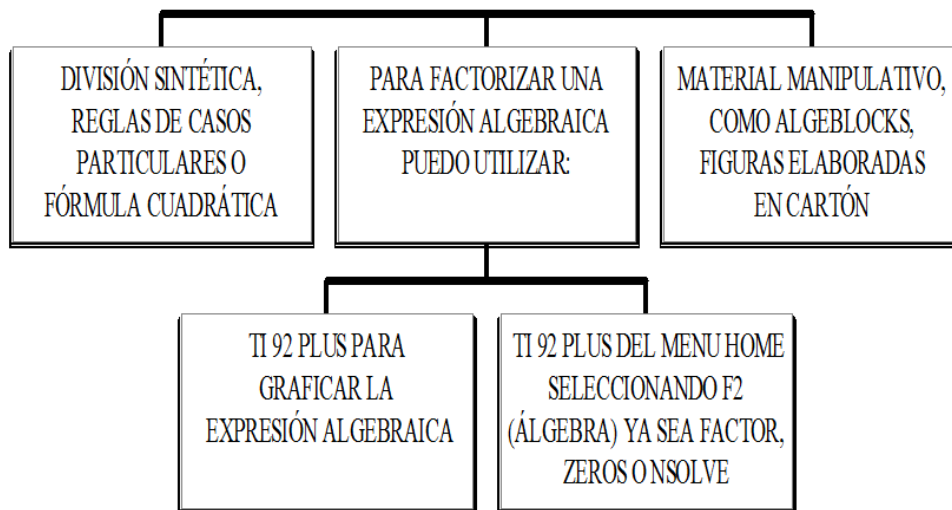 DIVISIÓN SINTÉTICA,
REGLAS DE CASOS
PARTICULARES O
FÓRMULA CUADRÁTICA
PARA FACTORIZAR UNA
EXPRESIÓN ALGEBRAICA
PUEDO UTILIZAR:
MATERIAL MANIPULATIVO,
COMO ALGEBLOCKS,
FIGURAS ELABORADAS
EN CARTÓN
TI 92 PLUS PARA
GRAFICAR LA
EXPRESIÓN ALGEBRAICA
TI 92 PLUS DEL MENU HOME
SELECCIONANDO F2
(ÁLGEBRA) YA SEA FACTOR,
ZEROS O NSOLVE